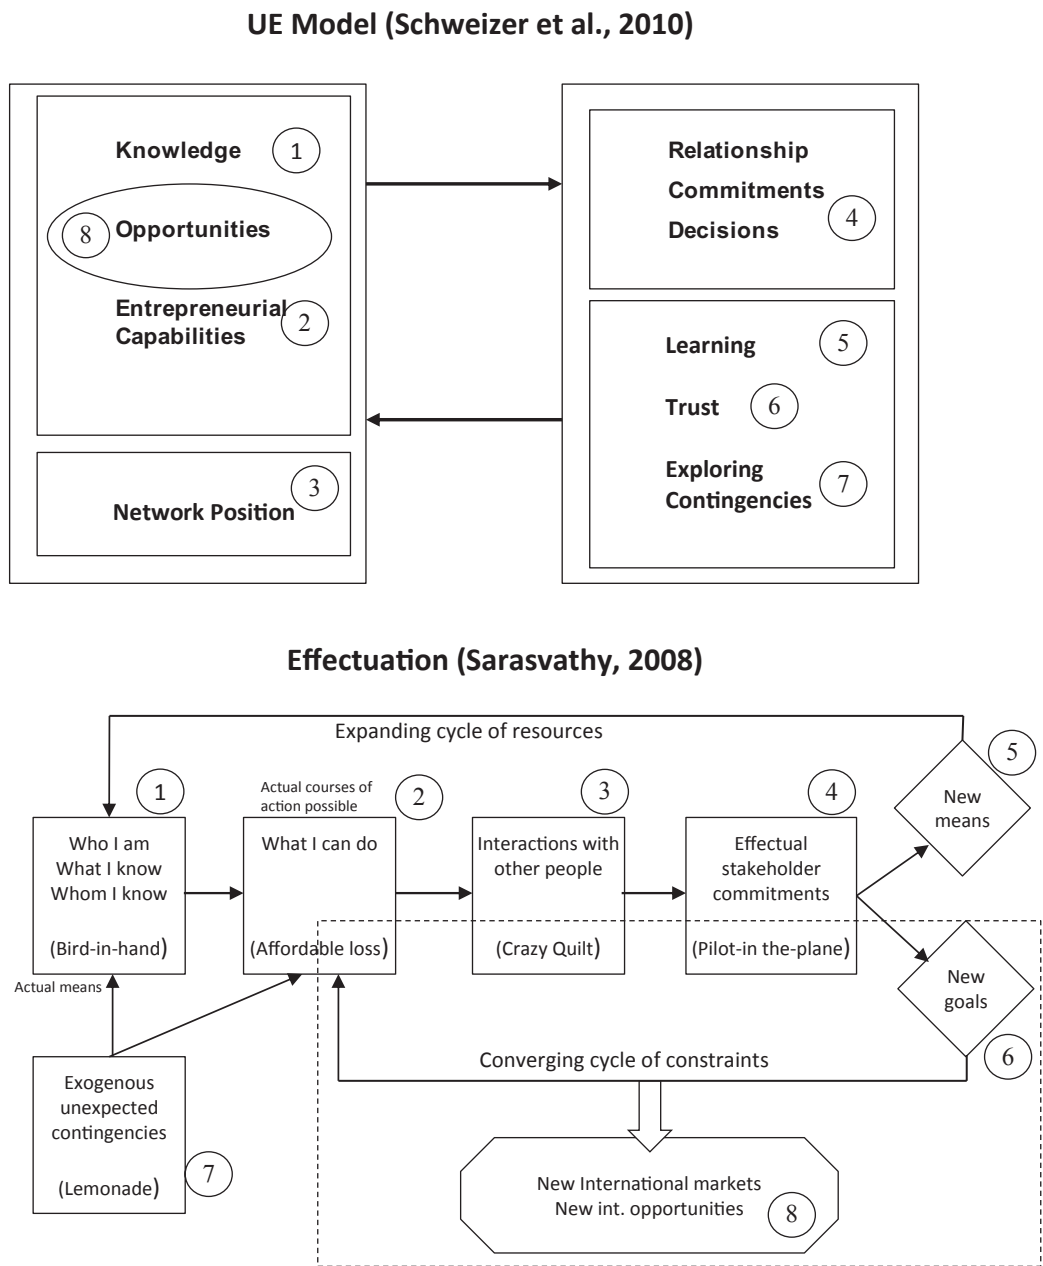 UE Model (Schweizer et al., 2010)
Knowledge 1
8 Opportunities
Entrepreneurial
Capabilities 2
3
Network Position
Relationship
Commitments
Decisions 4
Learning 5
Trust 6
Exploring
Contingencies 7
Effectuation (Sarasvathy, 2008)
Expanding cycle of resources
1
Who I am
What I know
Whom I know
(Bird-in-hand)
Actual means
Actual courses of
action possible
2
What I can do
(Affordable loss)
3
Interactions with
other people
(Crazy Quilt)
4
Effectual
stakeholder
commitments
(Pilot-in the-plane)
5
New
means
New
goals
6
Converging cycle of constraints
Exogenous
unexpected
contingencies
(Lemonade)
7
New International markets
New int. opportunities
8